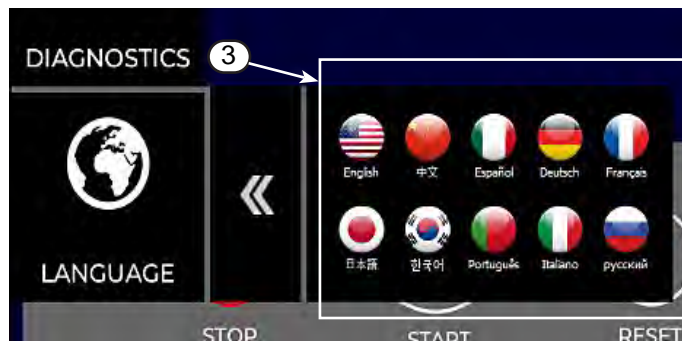 DIAGNOSTICS
3
English 中文 Español Deutsch Français
日本語 한국어 Português Italiano русский
LANGUAGE
STOP START RESET